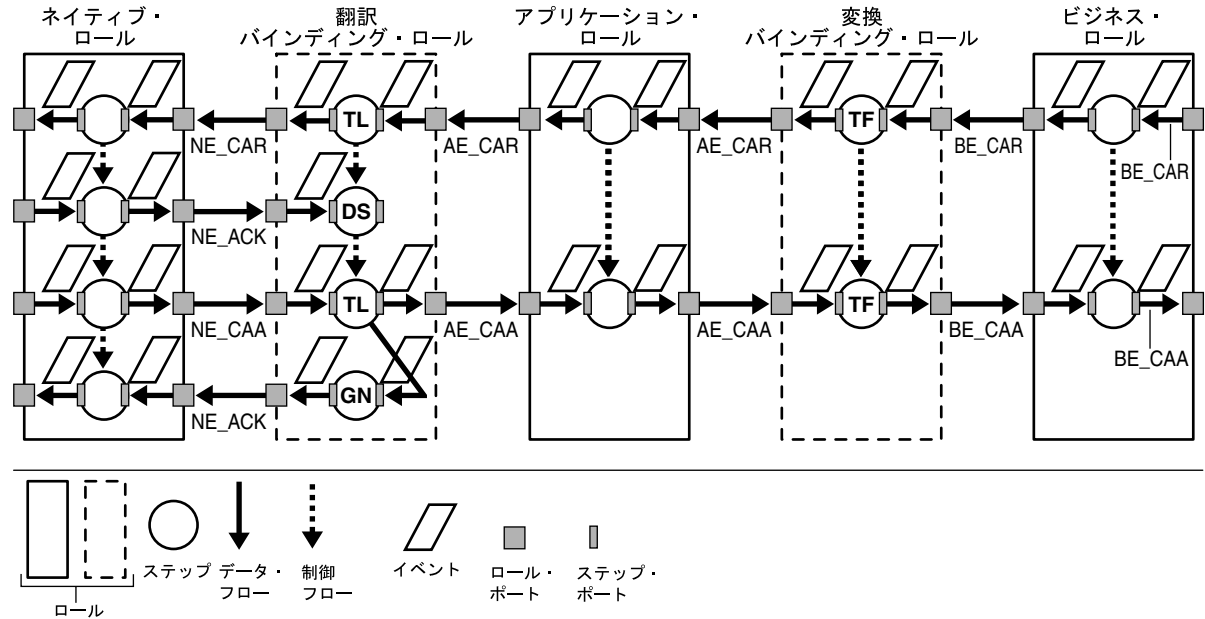 ネイティブ・
ロール
翻訳
バインディング・ロール
アプリケーション・
ロール
変換
バインディング・ロール
ビジネス・
ロール
TL
TF
NE_CAR
AE_CAR
AE_CAR
BE_CAR
BE_CAR
DS
NE_ACK
TL
TF
NE_CAA
AE_CAA
AE_CAA
BE_CAA
BE_CAA
GN
NE_ACK
ステップ
データ・
フロー
制御
フロー
イベント
ロール・
ポート
ステップ・
ポート
ロール